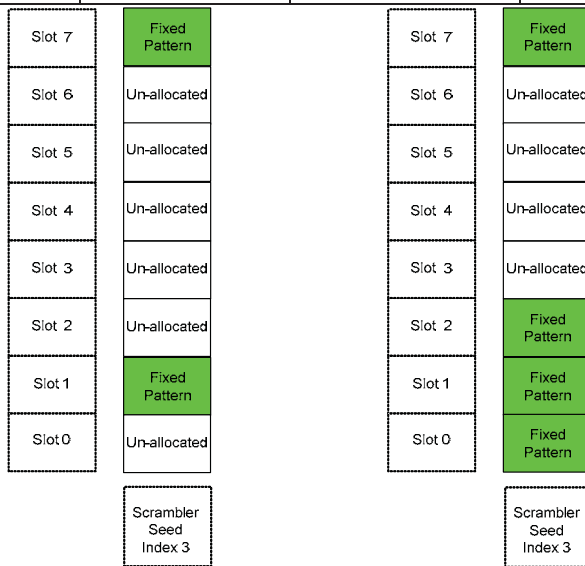 Slot 7
Fixed
Pattern
Slot 7
Fixed
Pattern
Slot 6
Un-allocated
Slot 6
Un-allocated
Slot 5
Un-allocated
Slot 5
Un-allocated
Slot 4
Un-allocated
Slot 4
Un-allocated
Slot 3
Un-allocated
Slot 3
Un-allocated
Slot 2
Un-allocated
Slot 2
Fixed
Pattern
Slot 1
Fixed
Pattern
Slot 1
Fixed
Pattern
Slot 0
Un-allocated
Slot 0
Fixed
Pattern
Scrambler
Seed
Index 3
Scrambler
Seed
Index 3